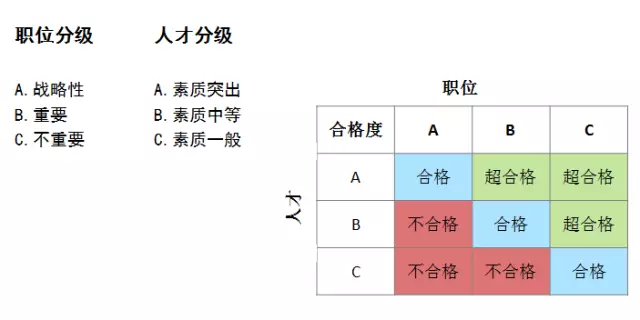 职位分级
人才分级
A. 战略性
A. 素质突出
B. 重要
B. 素质中等
C. 不重要
C. 素质一般
职位
合格度 A B C
人才
A 合格 超合格 超合格
B 不合格 合格 超合格
C 不合格 不合格 合格